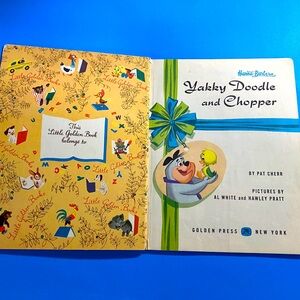 This
Little Golden Book
belongs to
Hanna-Barbera
Yakky Doodle
and Chopper
BY PAT CHERR
PICTURES BY
AL WHITE and HAWLEY PRATT
GOLDEN PRESS NEW YORK